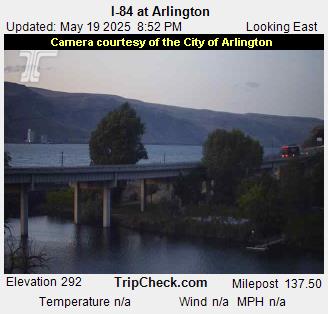 I-84 at Arlington
Updated: May 19 2025  8:52 PM  Looking East
Camera courtesy of the City of Arlington
Elevation 292  TripCheck.com  Milepost 137.50
Temperature n/a  Wind n/a  MPH n/a